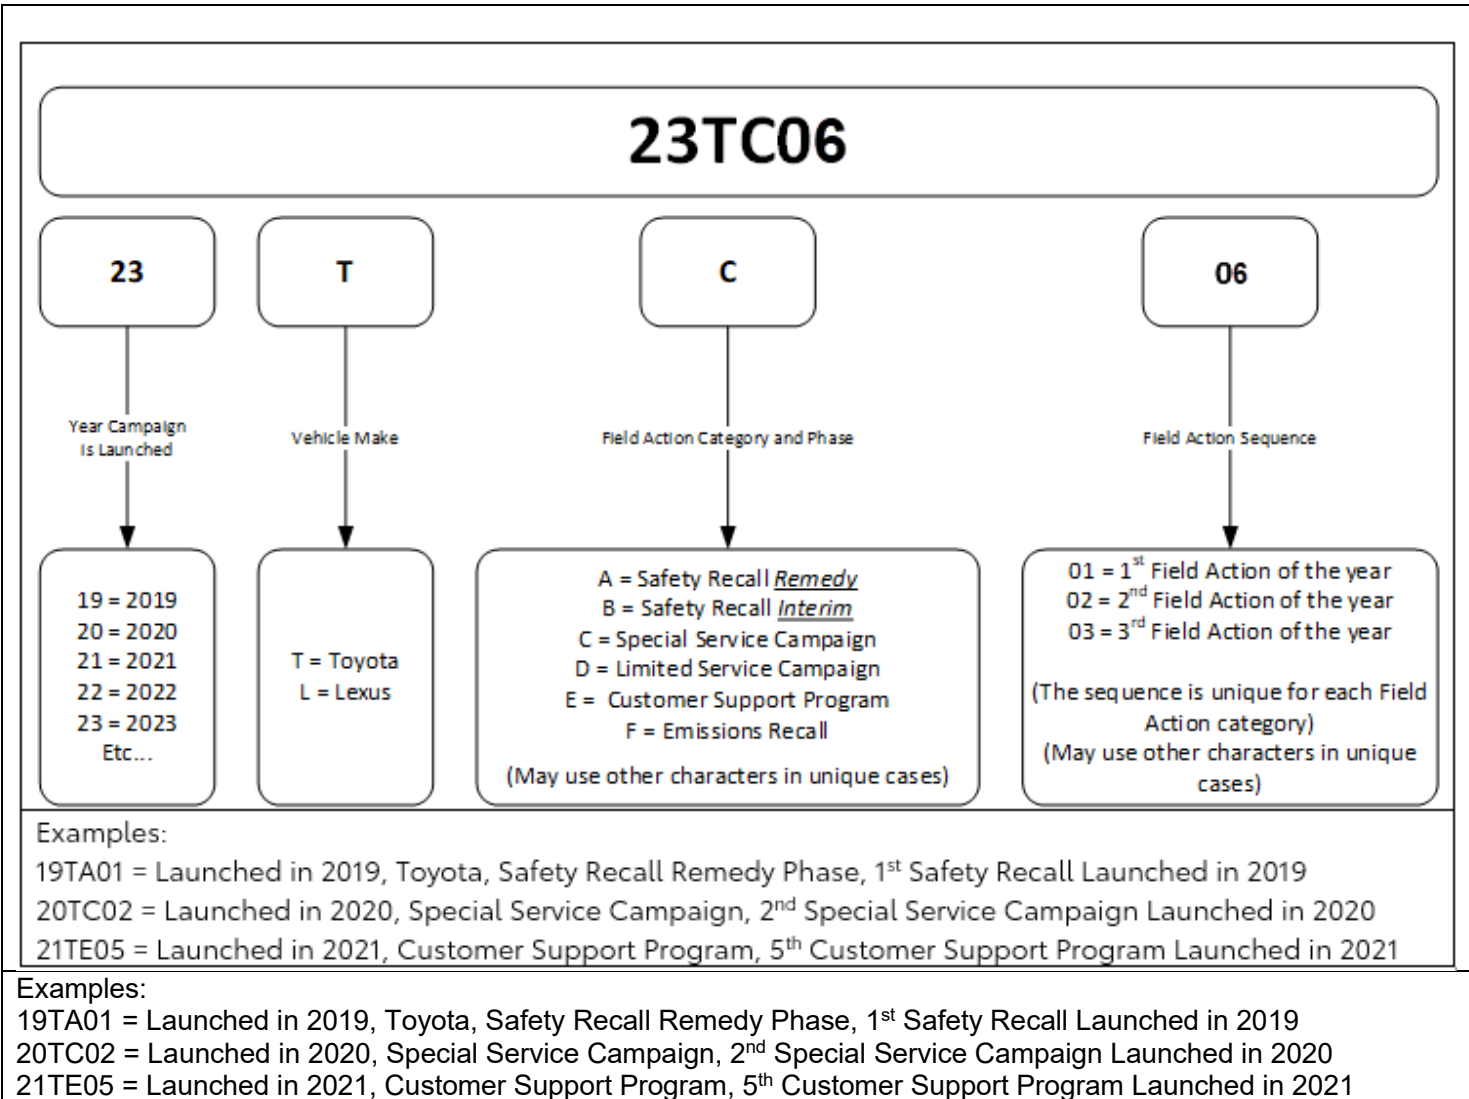 23TC06
23
T
C
06
Year Campaign
is Launched
Vehicle Make
Field Action Category and Phase
Field Action Sequence
19 = 2019
20 = 2020
21 = 2021
22 = 2022
23 = 2023
Etc...
T = Toyota
L = Lexus
A = Safety Recall Remedy
B = Safety Recall Interim
C = Special Service Campaign
D = Limited Service Campaign
E = Customer Support Program
F = Emissions Recall
(May use other characters in unique cases)
01 = 1st Field Action of the year
02 = 2nd Field Action of the year
03 = 3rd Field Action of the year
(The sequence is unique for each Field
Action category)
(May use other characters in unique
cases)
Examples:
19TA01 = Launched in 2019, Toyota, Safety Recall Remedy Phase, 1st Safety Recall Launched in 2019
20TC02 = Launched in 2020, Special Service Campaign, 2nd Special Service Campaign Launched in 2020
21TE05 = Launched in 2021, Customer Support Program, 5th Customer Support Program Launched in 2021
Examples:
19TA01 = Launched in 2019, Toyota, Safety Recall Remedy Phase, 1st Safety Recall Launched in 2019
20TC02 = Launched in 2020, Special Service Campaign, 2nd Special Service Campaign Launched in 2020
21TE05 = Launched in 2021, Customer Support Program, 5th Customer Support Program Launched in 2021